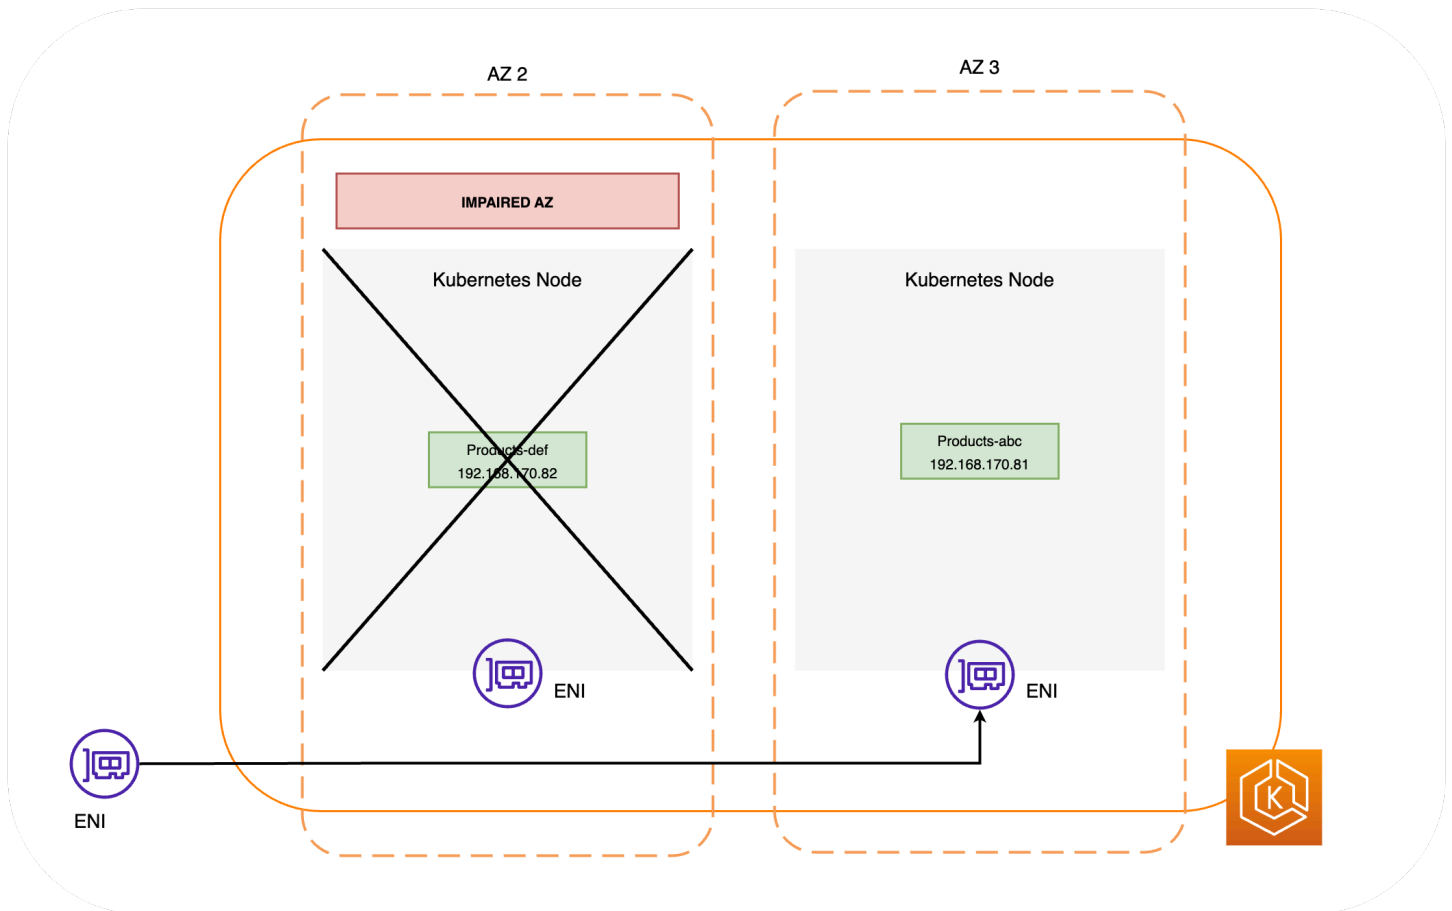 AZ 2
AZ 3
IMPAIRED AZ
Kubernetes Node
Kubernetes Node
Products-def
192.168.170.82
Products-abc
192.168.170.81
ENI
ENI
ENI
K